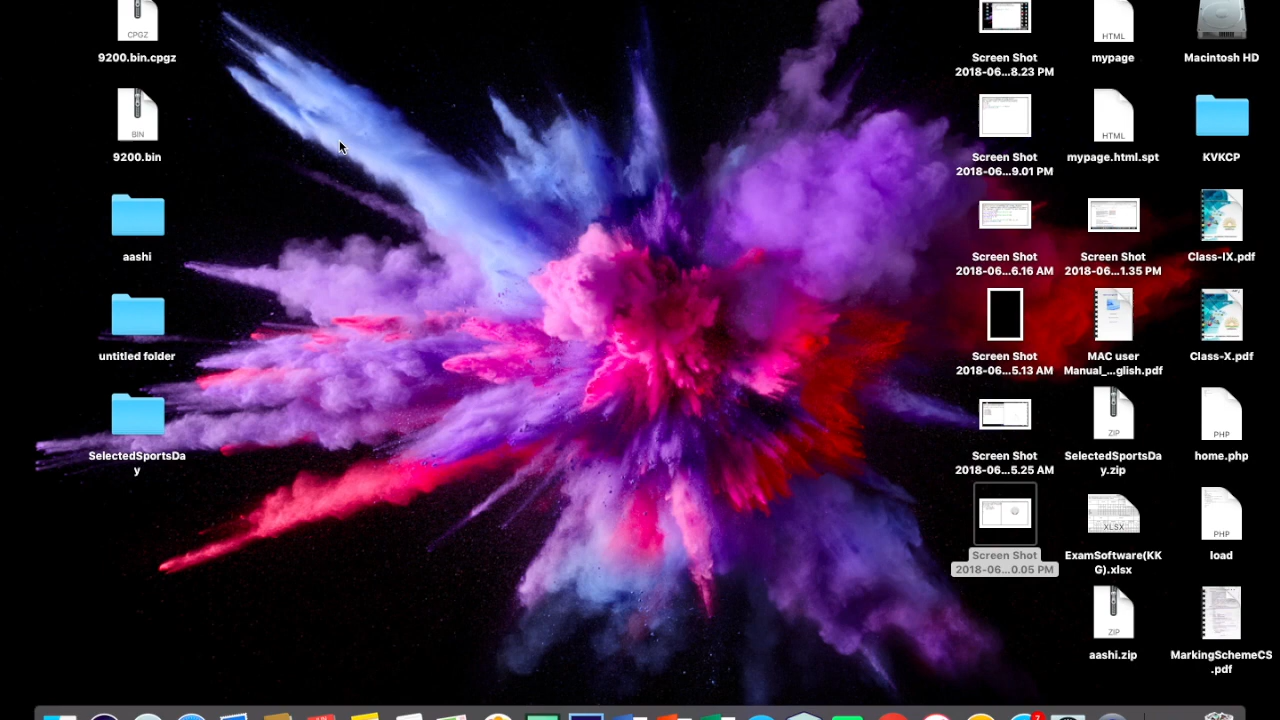 CPGZ
9200.bin.cpgz
BIN
9200.bin
aashi
untitled folder
SelectedSportsDa
y
Screen Shot
2018-06...8.23 PM
Screen Shot
2018-06...9.01 PM
Screen Shot
2018-06...6.16 AM
Screen Shot
2018-06...5.13 AM
Screen Shot
2018-06...5.25 AM
Screen Shot
2018-06...0.05 PM
HTML
mypage
HTML
mypage.html.spt
Screen Shot
2018-06...1.35 PM
MAC user
Manual_...glish.pdf
ZIP
SelectedSportsDa
y.zip
XLSX
ExamSoftware(KK
G).xlsx
ZIP
aashi.zip
Macintosh HD
KVKCP
Class-IX.pdf
Class-X.pdf
PHP
home.php
PHP
load
MarkingSchemeCS
.pdf
7